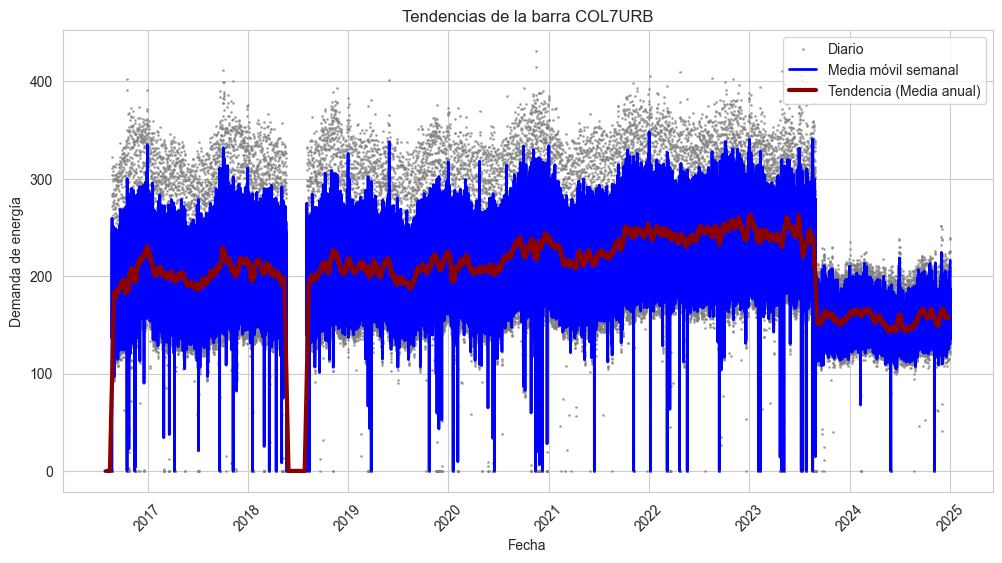 Tendencias de la barra COL7URB
Diario
Media móvil semanal
Tendencia (Media anual)
Demanda de energía
400
300
200
100
0
2017
2018
2019
2020
2021
2022
2023
2024
2025
Fecha